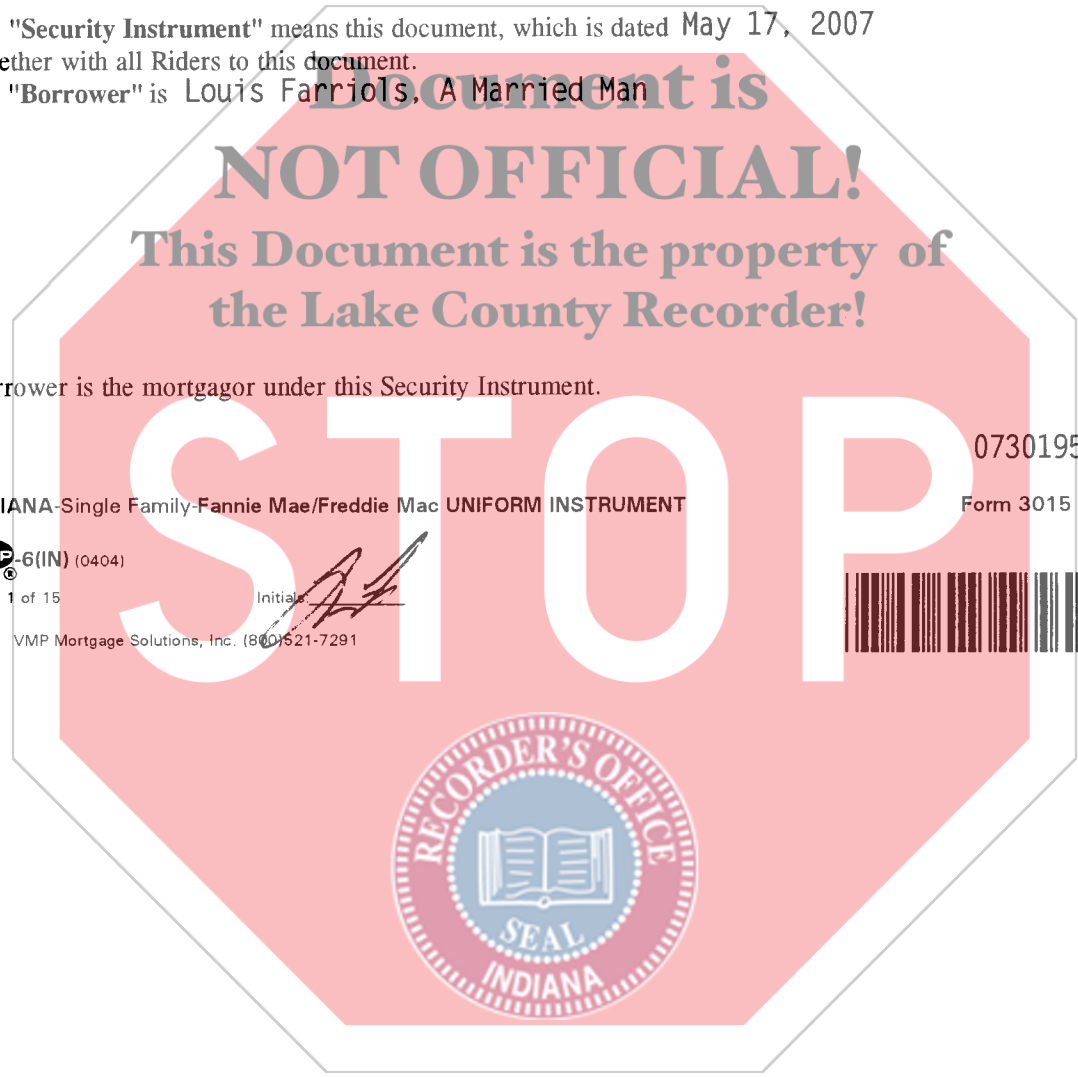 "Security Instrument" means this document, which is dated May 17, 2007
ether with all Riders to this document.
"Borrower" is Louis Farriols, A Married Man
Document is
NOT OFFICIAL!
This Document is the property of
the Lake County Recorder!
rrower is the mortgagor under this Security Instrument.
STOP
0730195
IANA-Single Family-Fannie Mae/Freddie Mac UNIFORM INSTRUMENT Form 3015
P-6(IN) (0404)
®
1 of 15 Initials:
VMP Mortgage Solutions, Inc. (800)521-7291
RECORDER'S OFFICE
SEAL
INDIANA